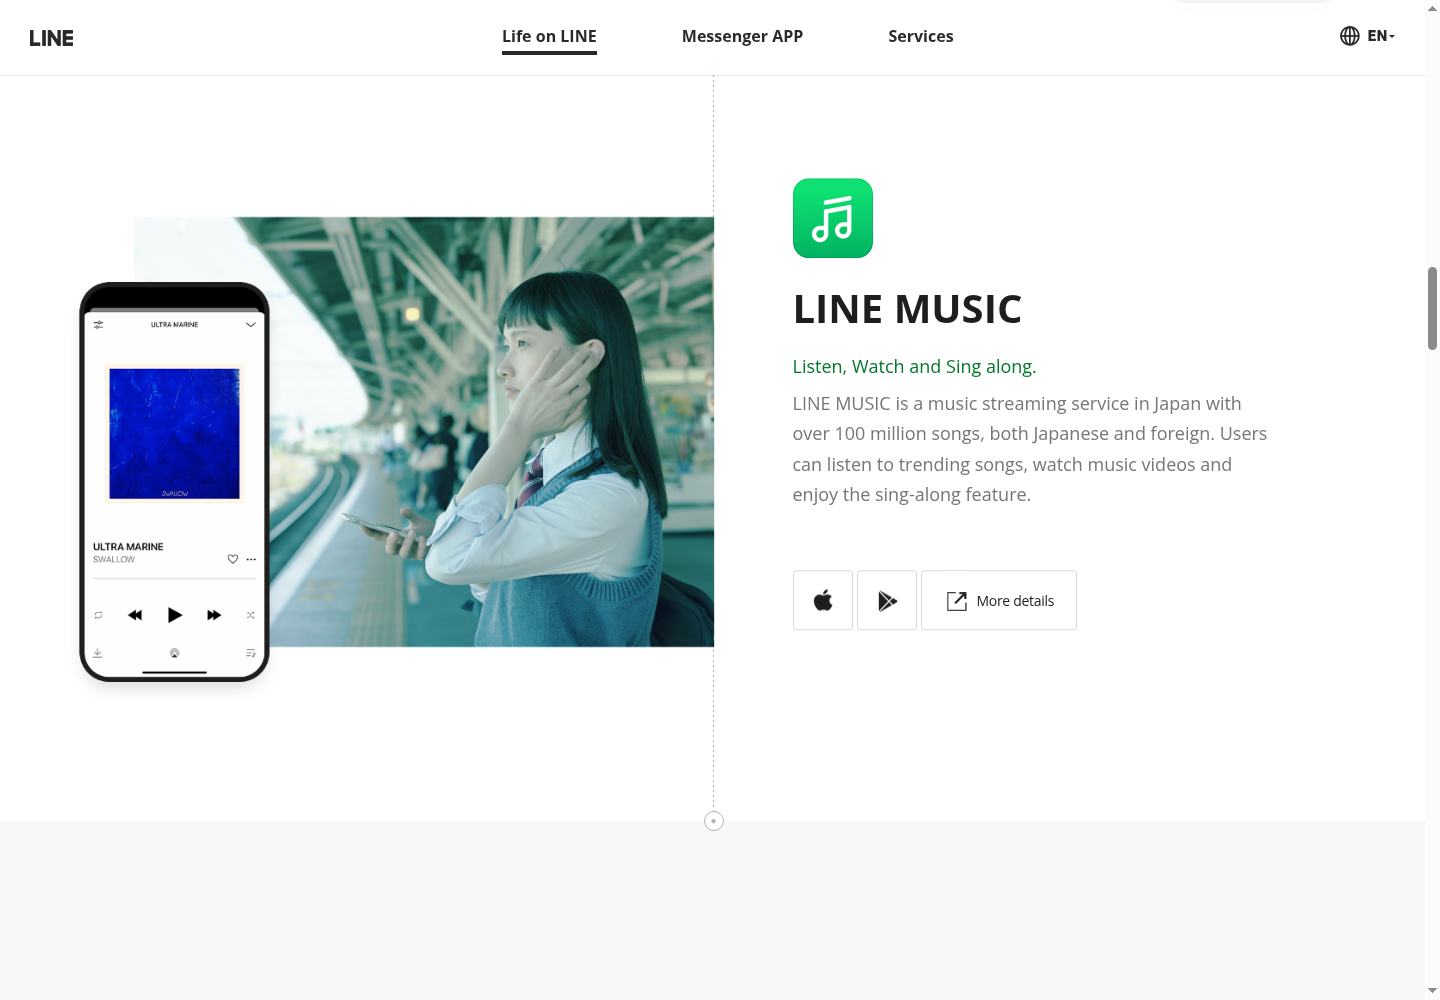 LINE
Life on LINE
Messenger APP
Services
EN
ULTRA MARINE
SWALLOW
ULTRA MARINE
SWALLOW
LINE MUSIC
Listen, Watch and Sing along.
LINE MUSIC is a music streaming service in Japan with
over 100 million songs, both Japanese and foreign. Users
can listen to trending songs, watch music videos and
enjoy the sing-along feature.
More details